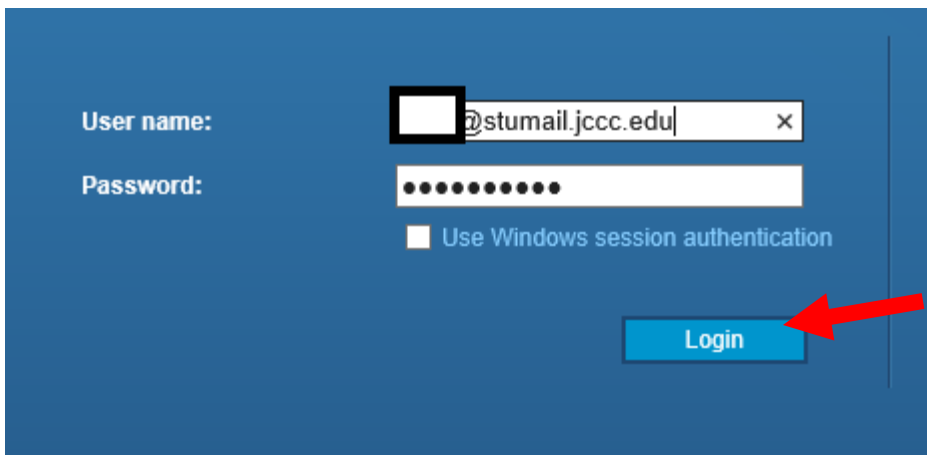 User name: @stumail.jccc.edu ×
Password: ••••••••••
Use Windows session authentication
Login